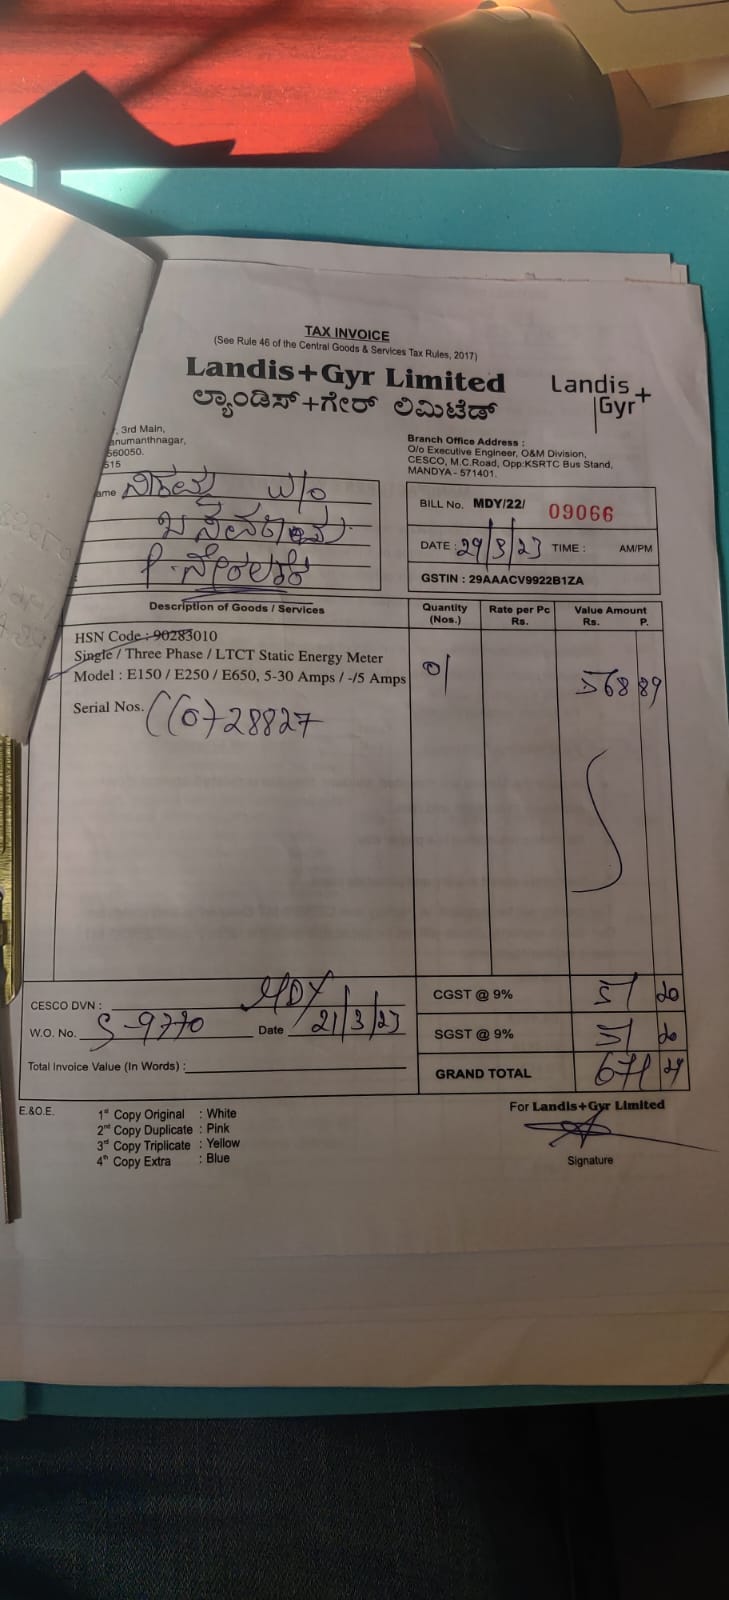 TAX INVOICE
(See Rule 46 of the Central Goods & Services Tax Rules, 2017)
Landis+Gyr Limited
ಲ್ಯಾಂಡಿಸ್+ಗೇರ್ ಲಿಮಿಟೆಡ್
Landis+
Gyr
, 3rd Main,
anumanthnagar,
560050.
515
Branch Office Address :
O/o Executive Engineer, O&M Division,
CESCO, M.C.Road, Opp:KSRTC Bus Stand,
MANDYA - 571401.
ame W/o
BILL No. MDY/22/ 09066
DATE : 29/3/23 TIME : AM/PM
GSTIN : 29AAACV9922B1ZA
Description of Goods / Services Quantity (Nos.) Rate per Pc Rs. Value Amount Rs. P.
HSN Code : 90283010
Single / Three Phase / LTCT Static Energy Meter
Model : E150 / E250 / E650, 5-30 Amps / -/5 Amps 01 568 89
Serial Nos. 28827
CESCO DVN : MDY
CGST @ 9% 51 20
W.O. No. S-9770 Date 21/3/23
SGST @ 9% 51 20
Total Invoice Value (In Words) :
GRAND TOTAL 671
E.&O.E.
1st Copy Original : White
2nd Copy Duplicate : Pink
3rd Copy Triplicate : Yellow
4th Copy Extra : Blue
For Landis+Gyr Limited
Signature